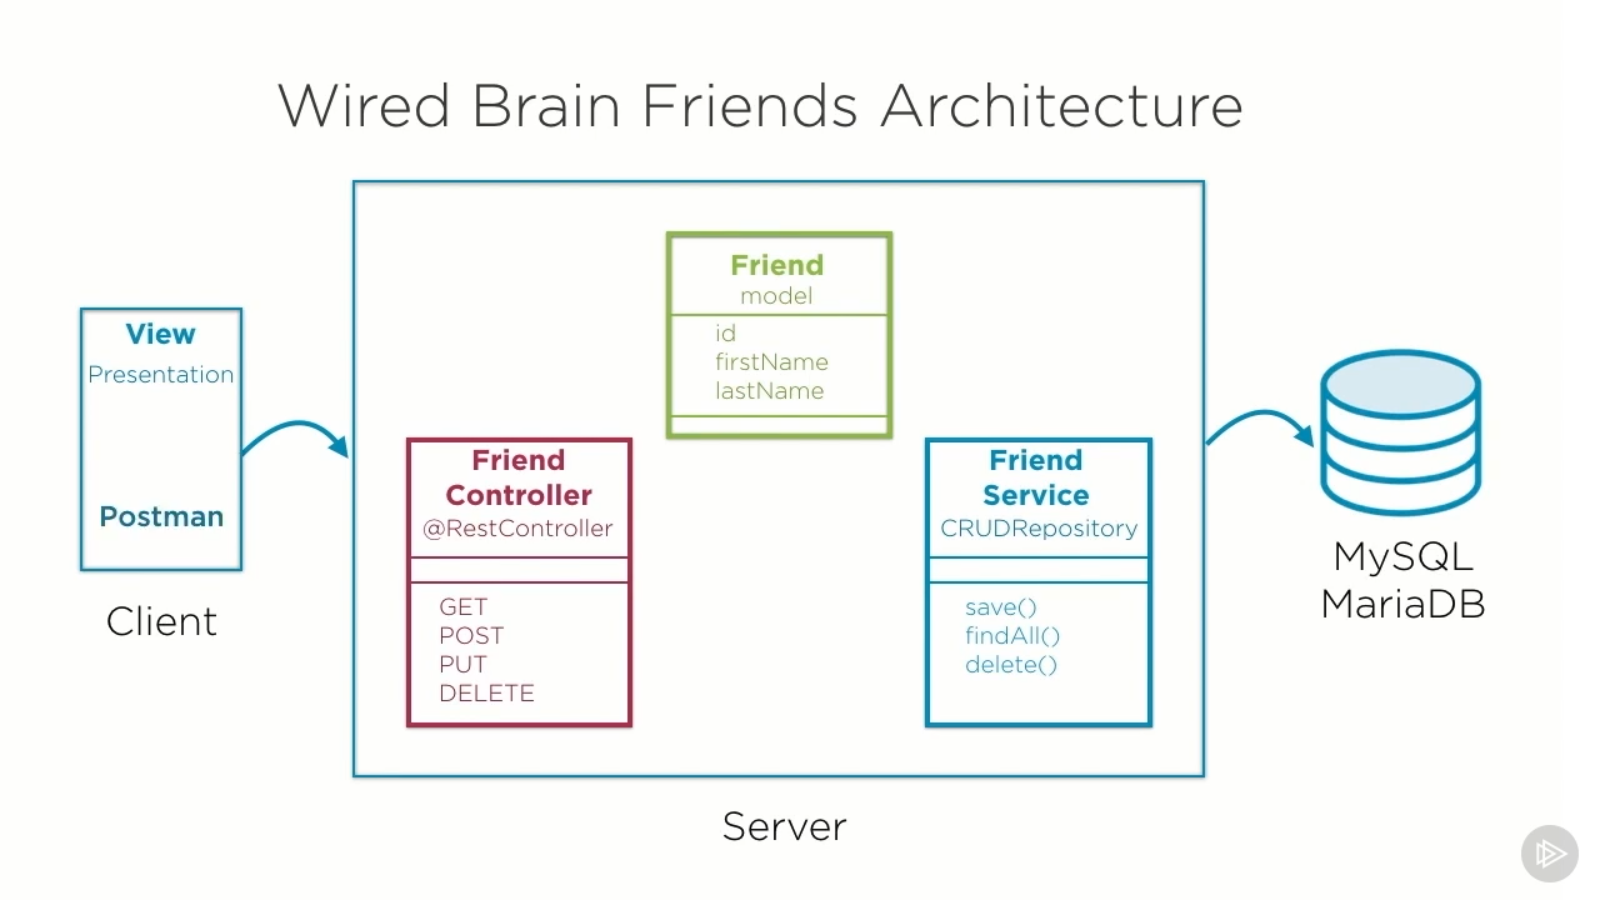 Wired Brain Friends Architecture
View
Presentation
Postman
Client
Friend
model
id
firstName
lastName
Friend
Controller
@RestController
GET
POST
PUT
DELETE
Friend
Service
CRUDRepository
save()
findAll()
delete()
Server
MySQL
MariaDB